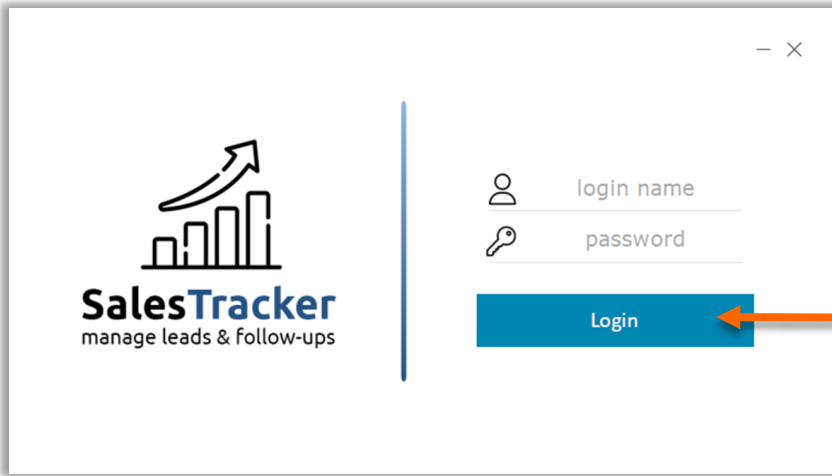 SalesTracker
manage leads & follow-ups
login name
password
Login